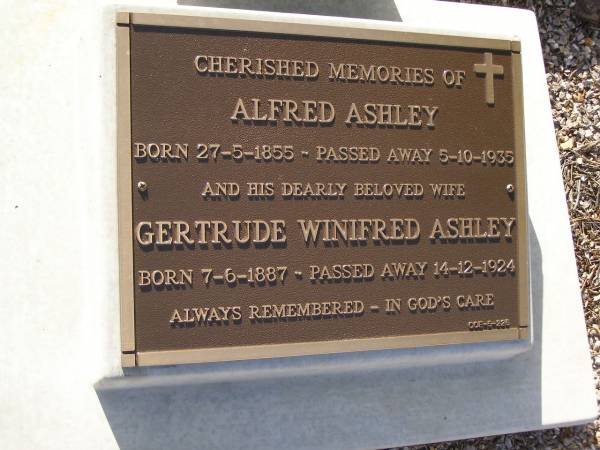 CHERISHED MEMORIES OF
ALFRED ASHLEY
BORN 27-5-1855 - PASSED AWAY 5-10-1935
AND HIS DEARLY BELOVED WIFE
GERTRUDE WINIFRED ASHLEY
BORN 7-6-1887 - PASSED AWAY 14-12-1924
ALWAYS REMEMBERED - IN GOD'S CARE